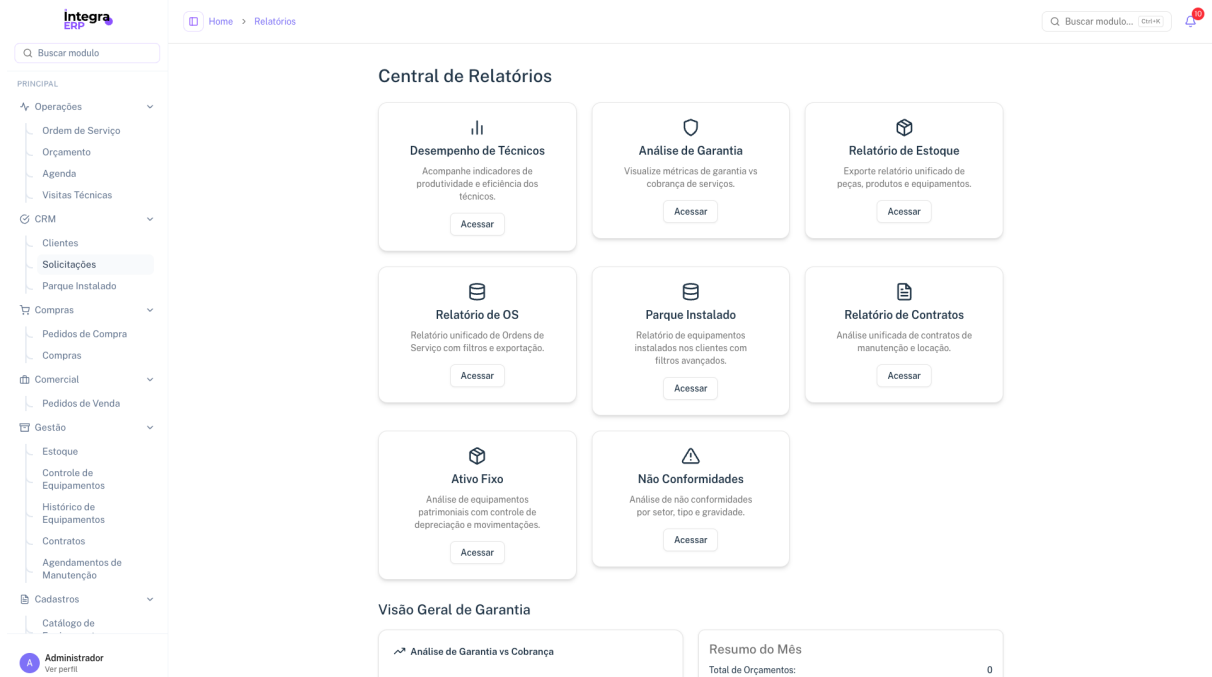 Integra
ERP
Buscar modulo
PRINCIPAL
Operações
Ordem de Serviço
Orçamento
Agenda
Visitas Técnicas
CRM
Clientes
Solicitações
Parque Instalado
Compras
Pedidos de Compra
Compras
Comercial
Pedidos de Venda
Gestão
Estoque
Controle de
Equipamentos
Histórico de
Equipamentos
Contratos
Agendamentos de
Manutenção
Cadastros
Catálogo de
A
Administrador
Ver perfil
Home > Relatórios
Buscar modulo... Ctrl+K
10
Central de Relatórios
Desempenho de Técnicos
Acompanhe indicadores de
produtividade e eficiência dos
técnicos.
Acessar
Análise de Garantia
Visualize métricas de garantia vs
cobrança de serviços.
Acessar
Relatório de Estoque
Exporte relatório unificado de
peças, produtos e equipamentos.
Acessar
Relatório de OS
Relatório unificado de Ordens de
Serviço com filtros e exportação.
Acessar
Parque Instalado
Relatório de equipamentos
instalados nos clientes com
filtros avançados.
Acessar
Relatório de Contratos
Análise unificada de contratos de
manutenção e locação.
Acessar
Ativo Fixo
Análise de equipamentos
patrimoniais com controle de
depreciação e movimentações.
Acessar
Não Conformidades
Análise de não conformidades
por setor, tipo e gravidade.
Acessar
Visão Geral de Garantia
Análise de Garantia vs Cobrança
Resumo do Mês
Total de Orçamentos: 0